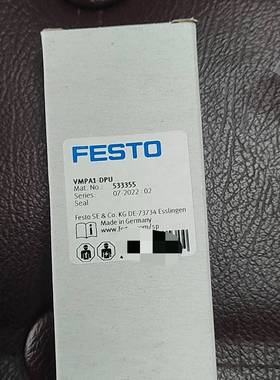 FESTO
VMPA1-DPU
Mat. No.: 533355
Series: 07-2022 : 02
Seal
Festo SE & Co. KG DE-73734 Esslingen
Made in Germany